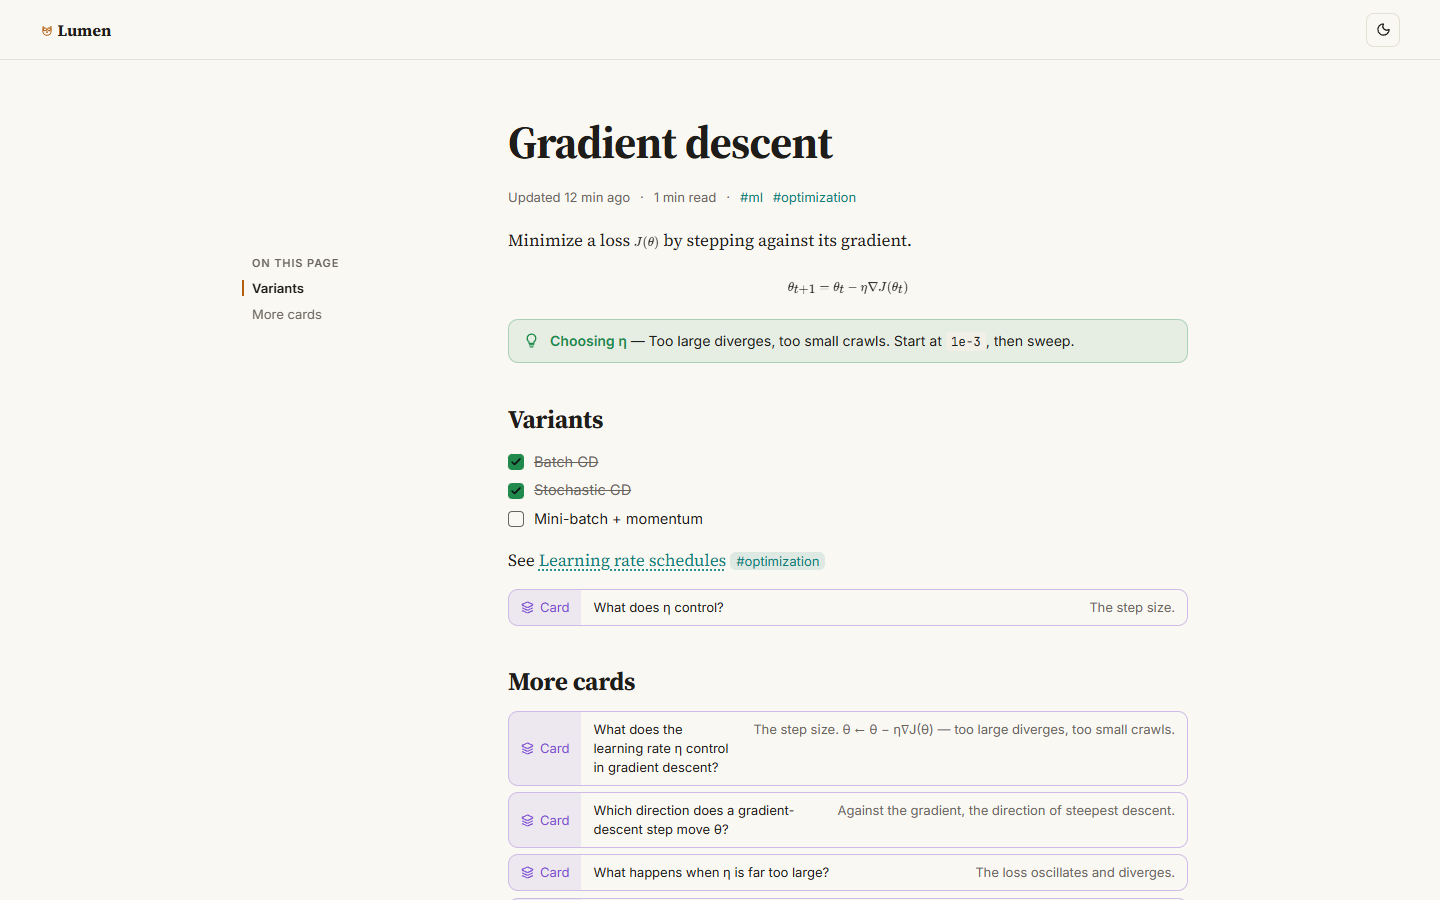 Lumen
Gradient descent
Updated 12 min ago · 1 min read · #ml #optimization
Minimize a loss J(θ) by stepping against its gradient.
θt+1 = θt − η∇J(θt)
ON THIS PAGE
Variants
More cards
Choosing η — Too large diverges, too small crawls. Start at 1e-3, then sweep.
Variants
Batch GD
Stochastic GD
Mini-batch + momentum
See Learning rate schedules #optimization
Card What does η control? The step size.
More cards
Card What does the learning rate η control in gradient descent? The step size. θ ← θ − η∇J(θ) — too large diverges, too small crawls.
Card Which direction does a gradient-descent step move θ? Against the gradient, the direction of steepest descent.
Card What happens when η is far too large? The loss oscillates and diverges.